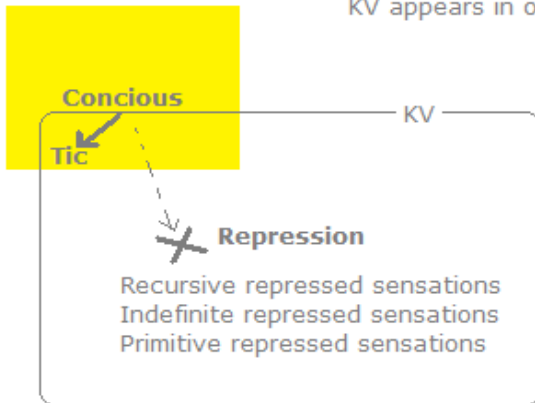 KV appears in o
Concious
KV
Tic
Repression
Recursive repressed sensations
Indefinite repressed sensations
Primitive repressed sensations